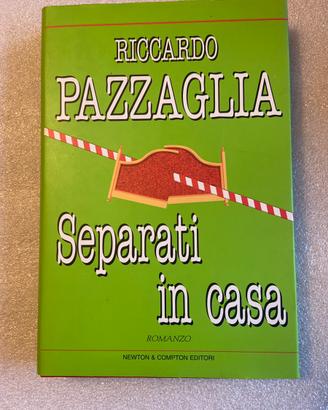 RICCARDO
PAZZAGLIA
Separati
in casa
ROMANZO
NEWTON & COMPTON EDITORI